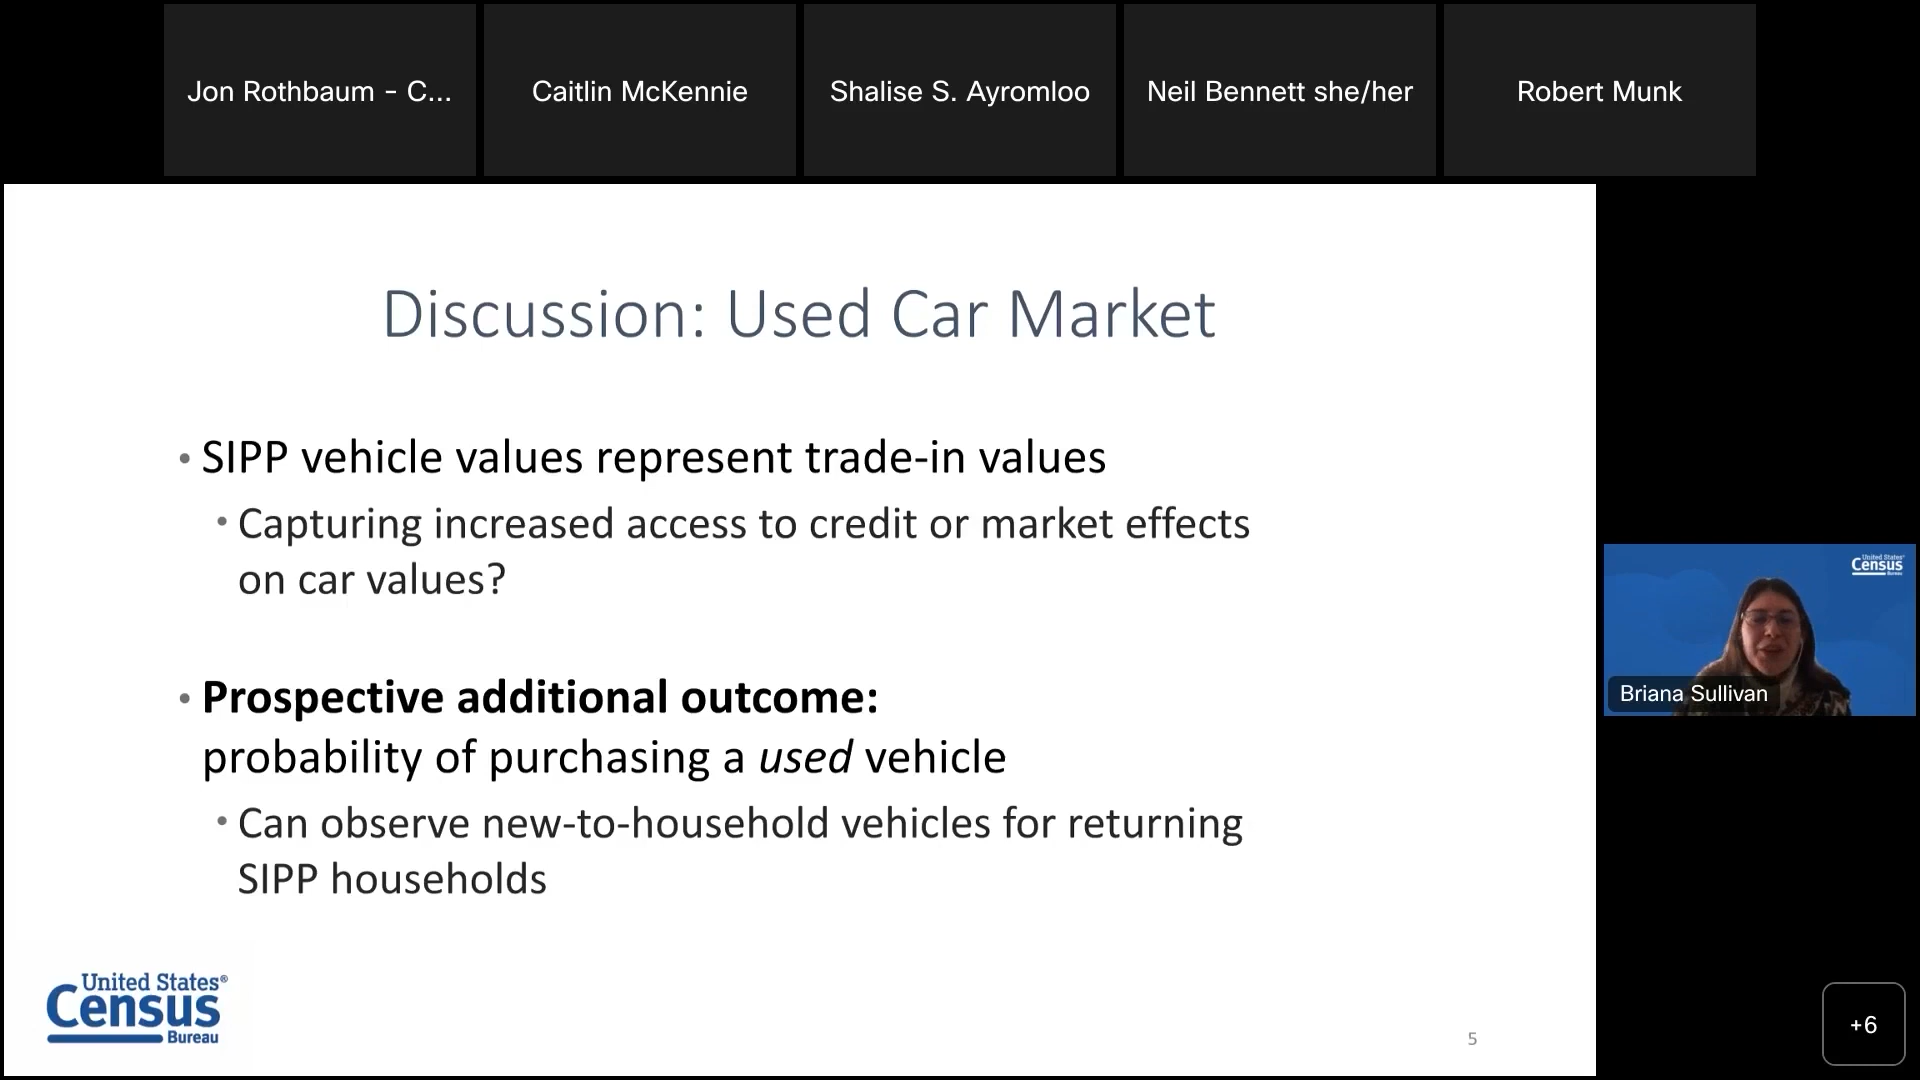 Jon Rothbaum - C...
Caitlin McKennie
Shalise S. Ayromloo
Neil Bennett she/her
Robert Munk
Discussion: Used Car Market
• SIPP vehicle values represent trade-in values
• Capturing increased access to credit or market effects
on car values?
• Prospective additional outcome:
probability of purchasing a used vehicle
• Can observe new-to-household vehicles for returning
SIPP households
United States®
Census
Bureau
5
United States®
Census
Bureau
Briana Sullivan
+6